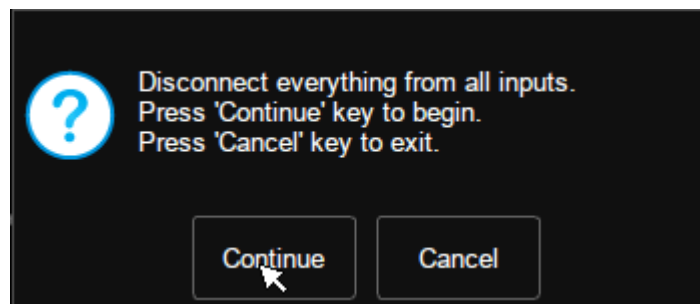 Disconnect everything from all inputs.
Press 'Continue' key to begin.
Press 'Cancel' key to exit.
Continue
Cancel